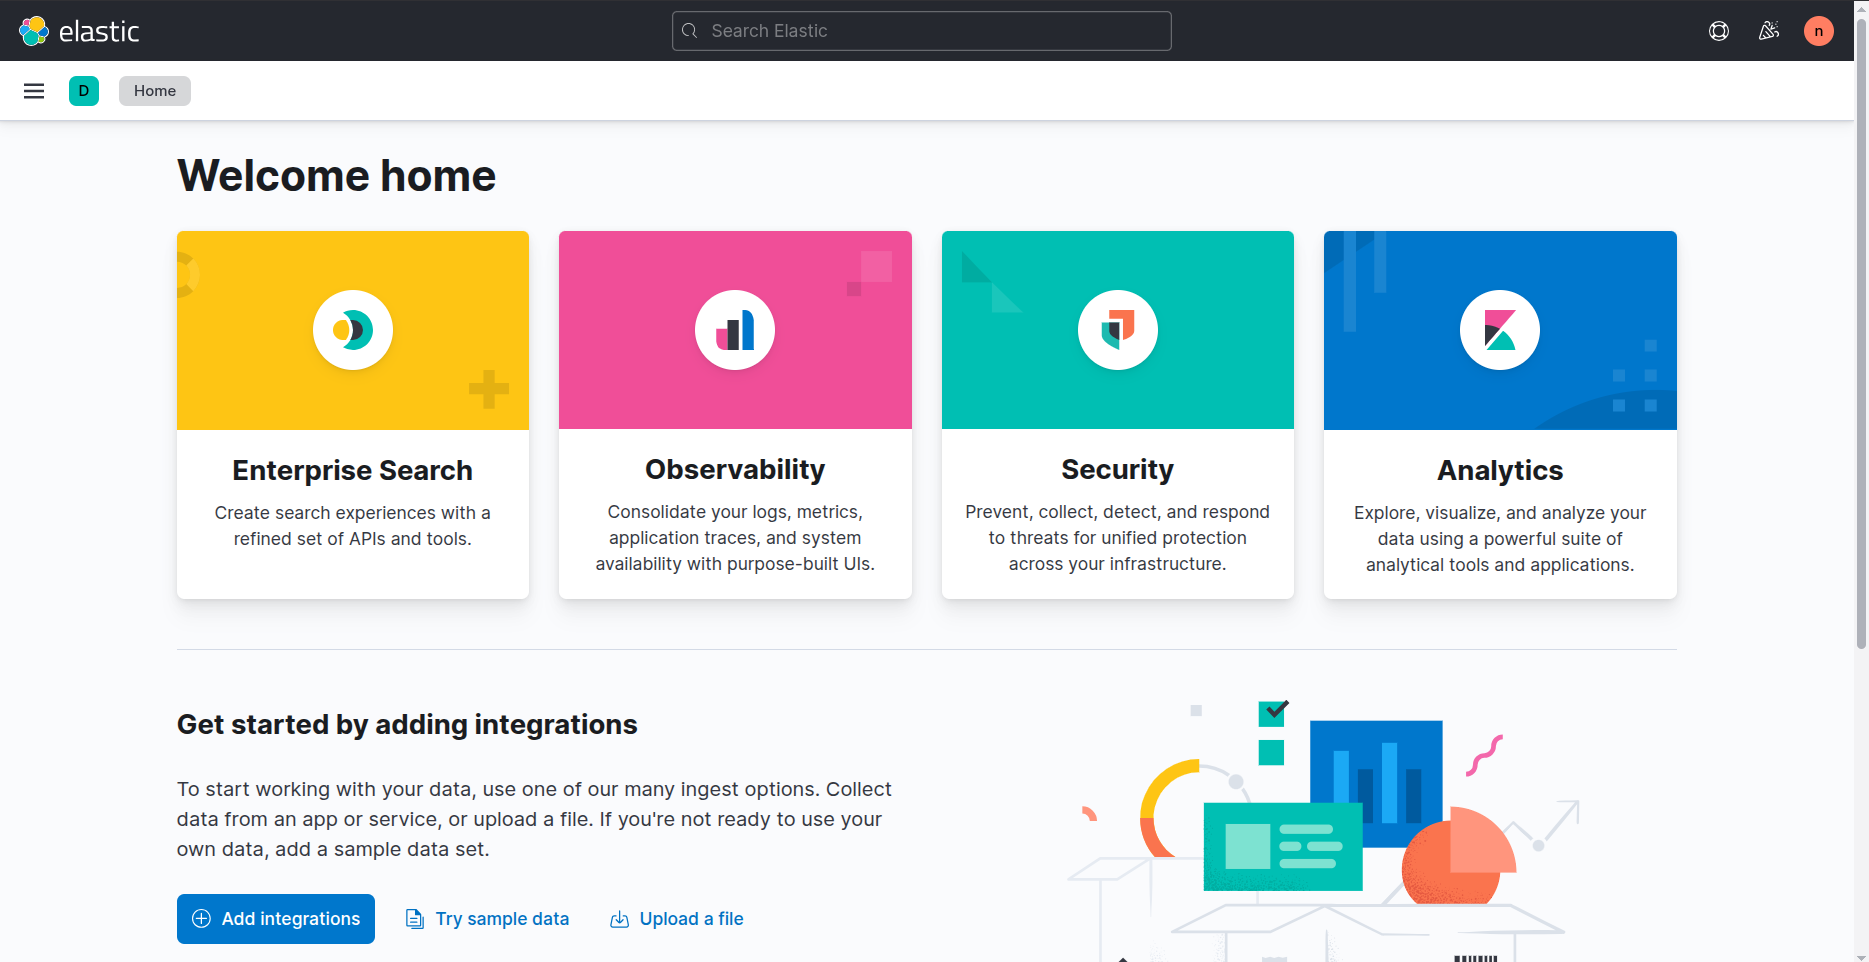 elastic
Search Elastic
n
D
Home
Welcome home
Enterprise Search
Create search experiences with a
refined set of APIs and tools.
Observability
Consolidate your logs, metrics,
application traces, and system
availability with purpose-built UIs.
Security
Prevent, collect, detect, and respond
to threats for unified protection
across your infrastructure.
Analytics
Explore, visualize, and analyze your
data using a powerful suite of
analytical tools and applications.
Get started by adding integrations
To start working with your data, use one of our many ingest options. Collect
data from an app or service, or upload a file. If you're not ready to use your
own data, add a sample data set.
Add integrations
Try sample data
Upload a file